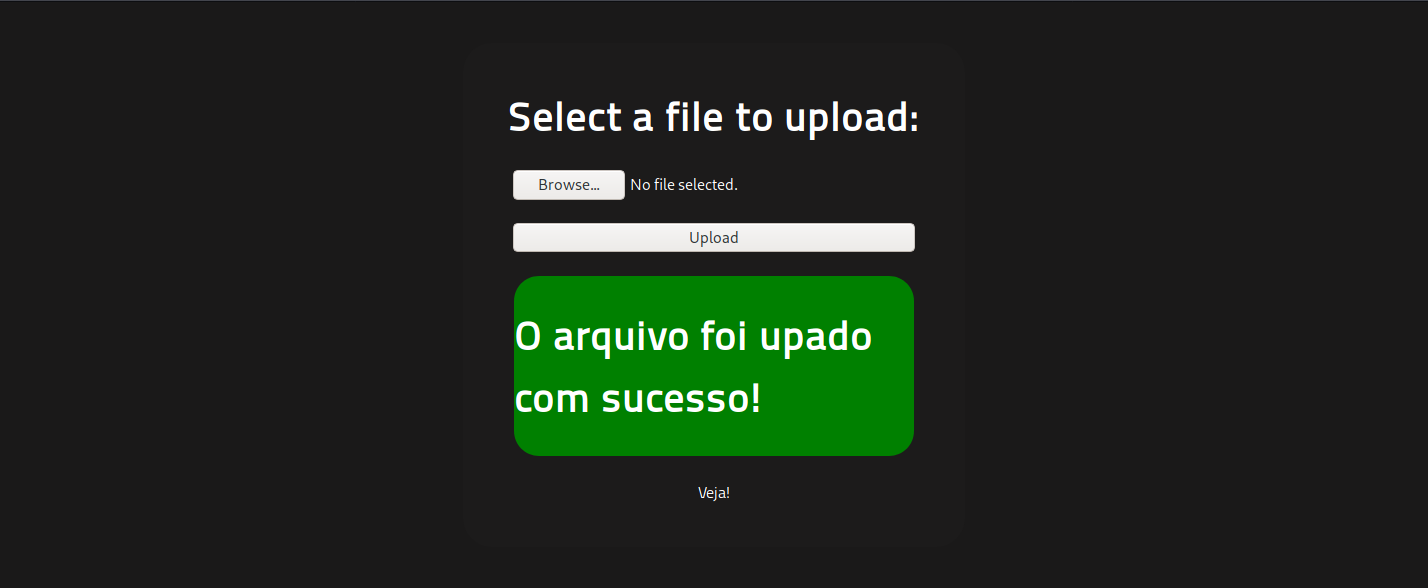 Select a file to upload:
Browse... No file selected.
Upload
O arquivo foi upado
com sucesso!
Veja!